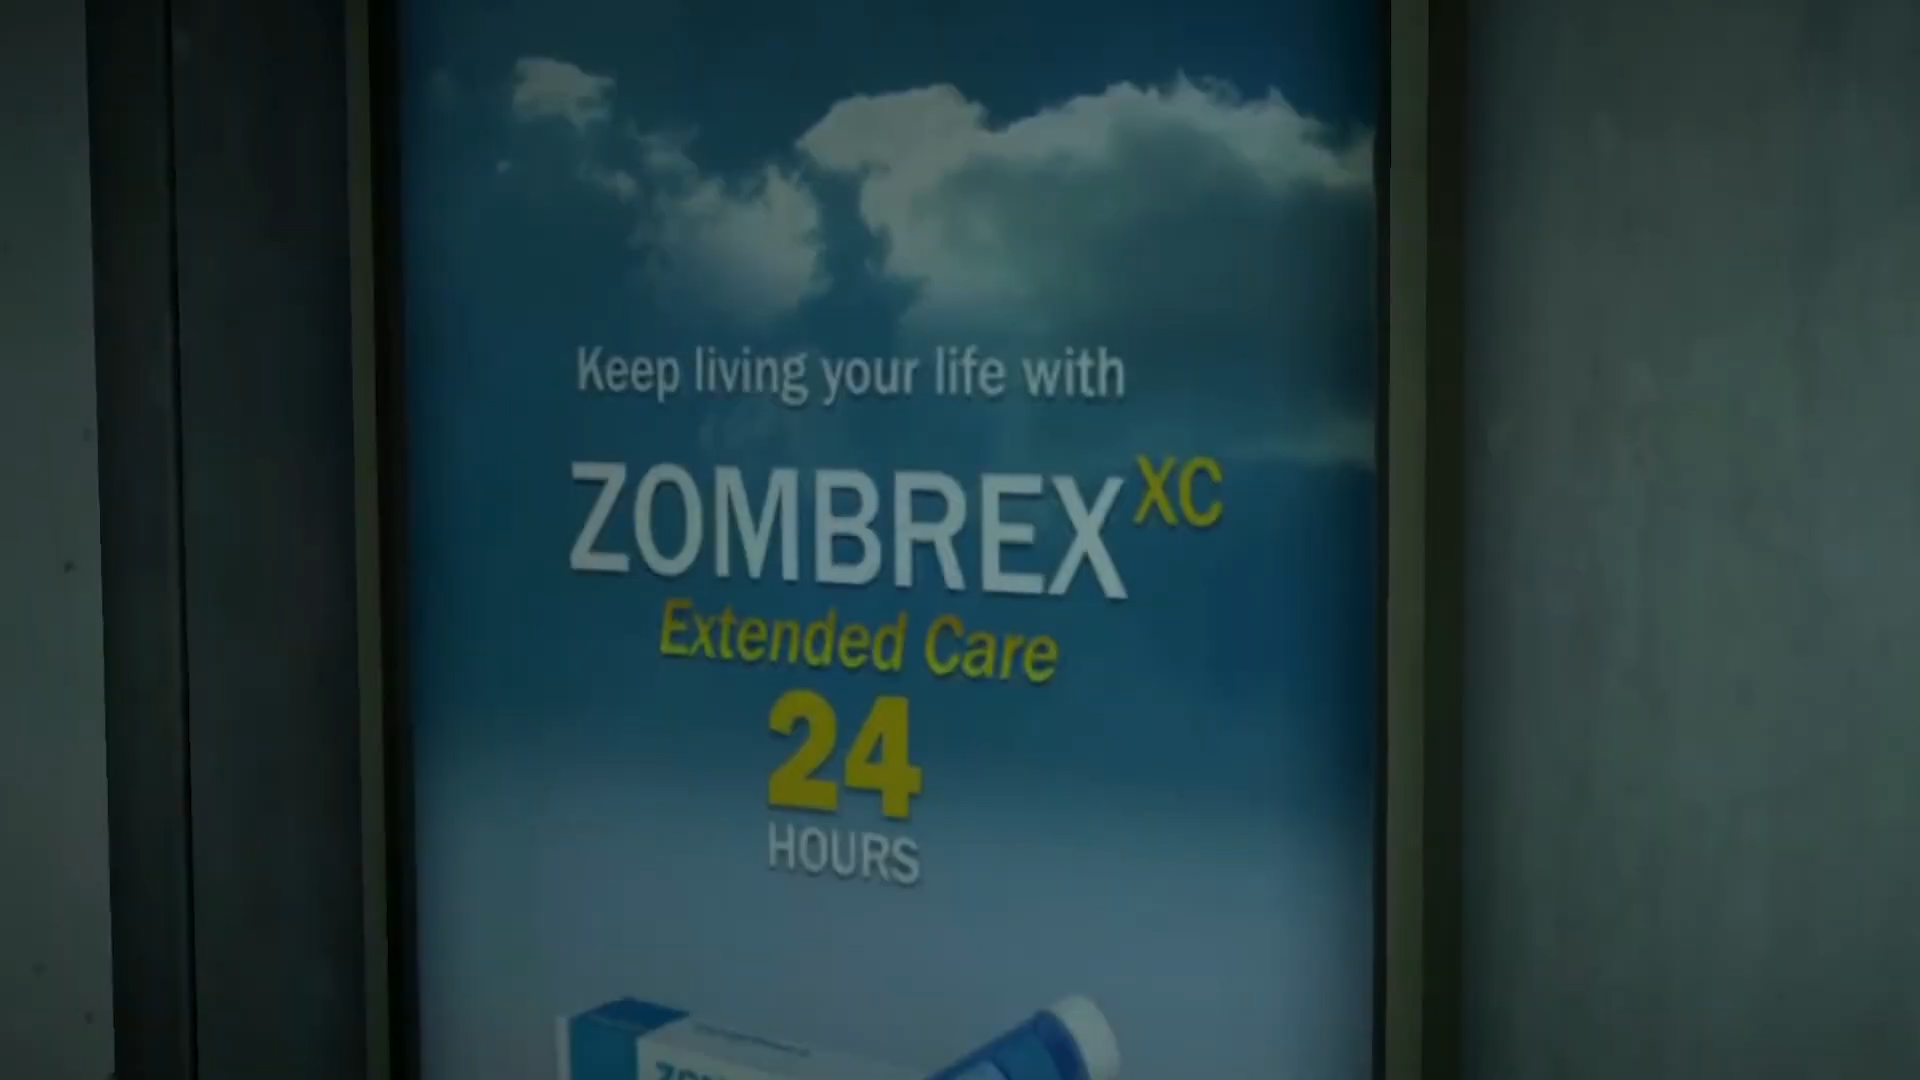 Keep living your life with
ZOMBREX XC
Extended Care
24
HOURS